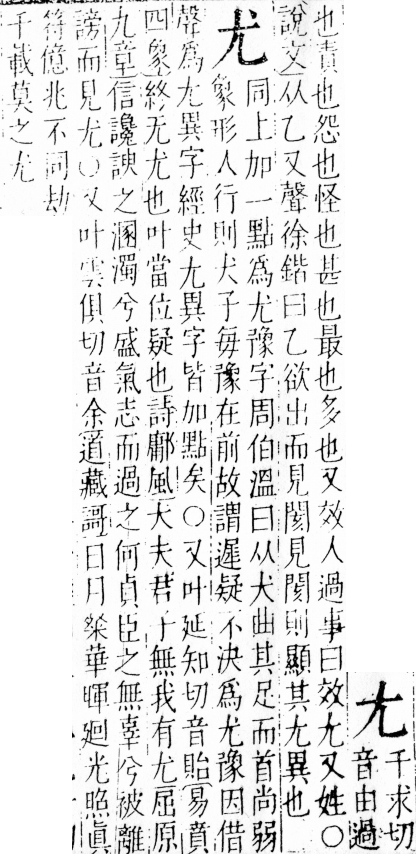 尢
千求切
音由過
也責也怨也怪也甚也最也多也又效人過事曰效尢又姓○
說文从乙又聲徐鍇曰乙欲出而見閡見閡則顯其尢異也
尤
同上加一點爲尤豫字周伯溫曰从犬曲其足而首尚弱
象形人行則犬子每豫在前故謂遲疑不決爲尤豫因借
聲爲尢異字經史尢異字皆加點矣○又叶延知切音貽易賁
四象終无尤也叶當位疑也詩鄘風大夫君子無我有尤屈原
九章信讒諛之溷濁兮盛氣志而過之何貞臣之無辜兮被離
謗而見尤○又叶雲俱切音余道藏謌日月粲華暉迴光照眞
符億兆不詞劫
千載莫之尤